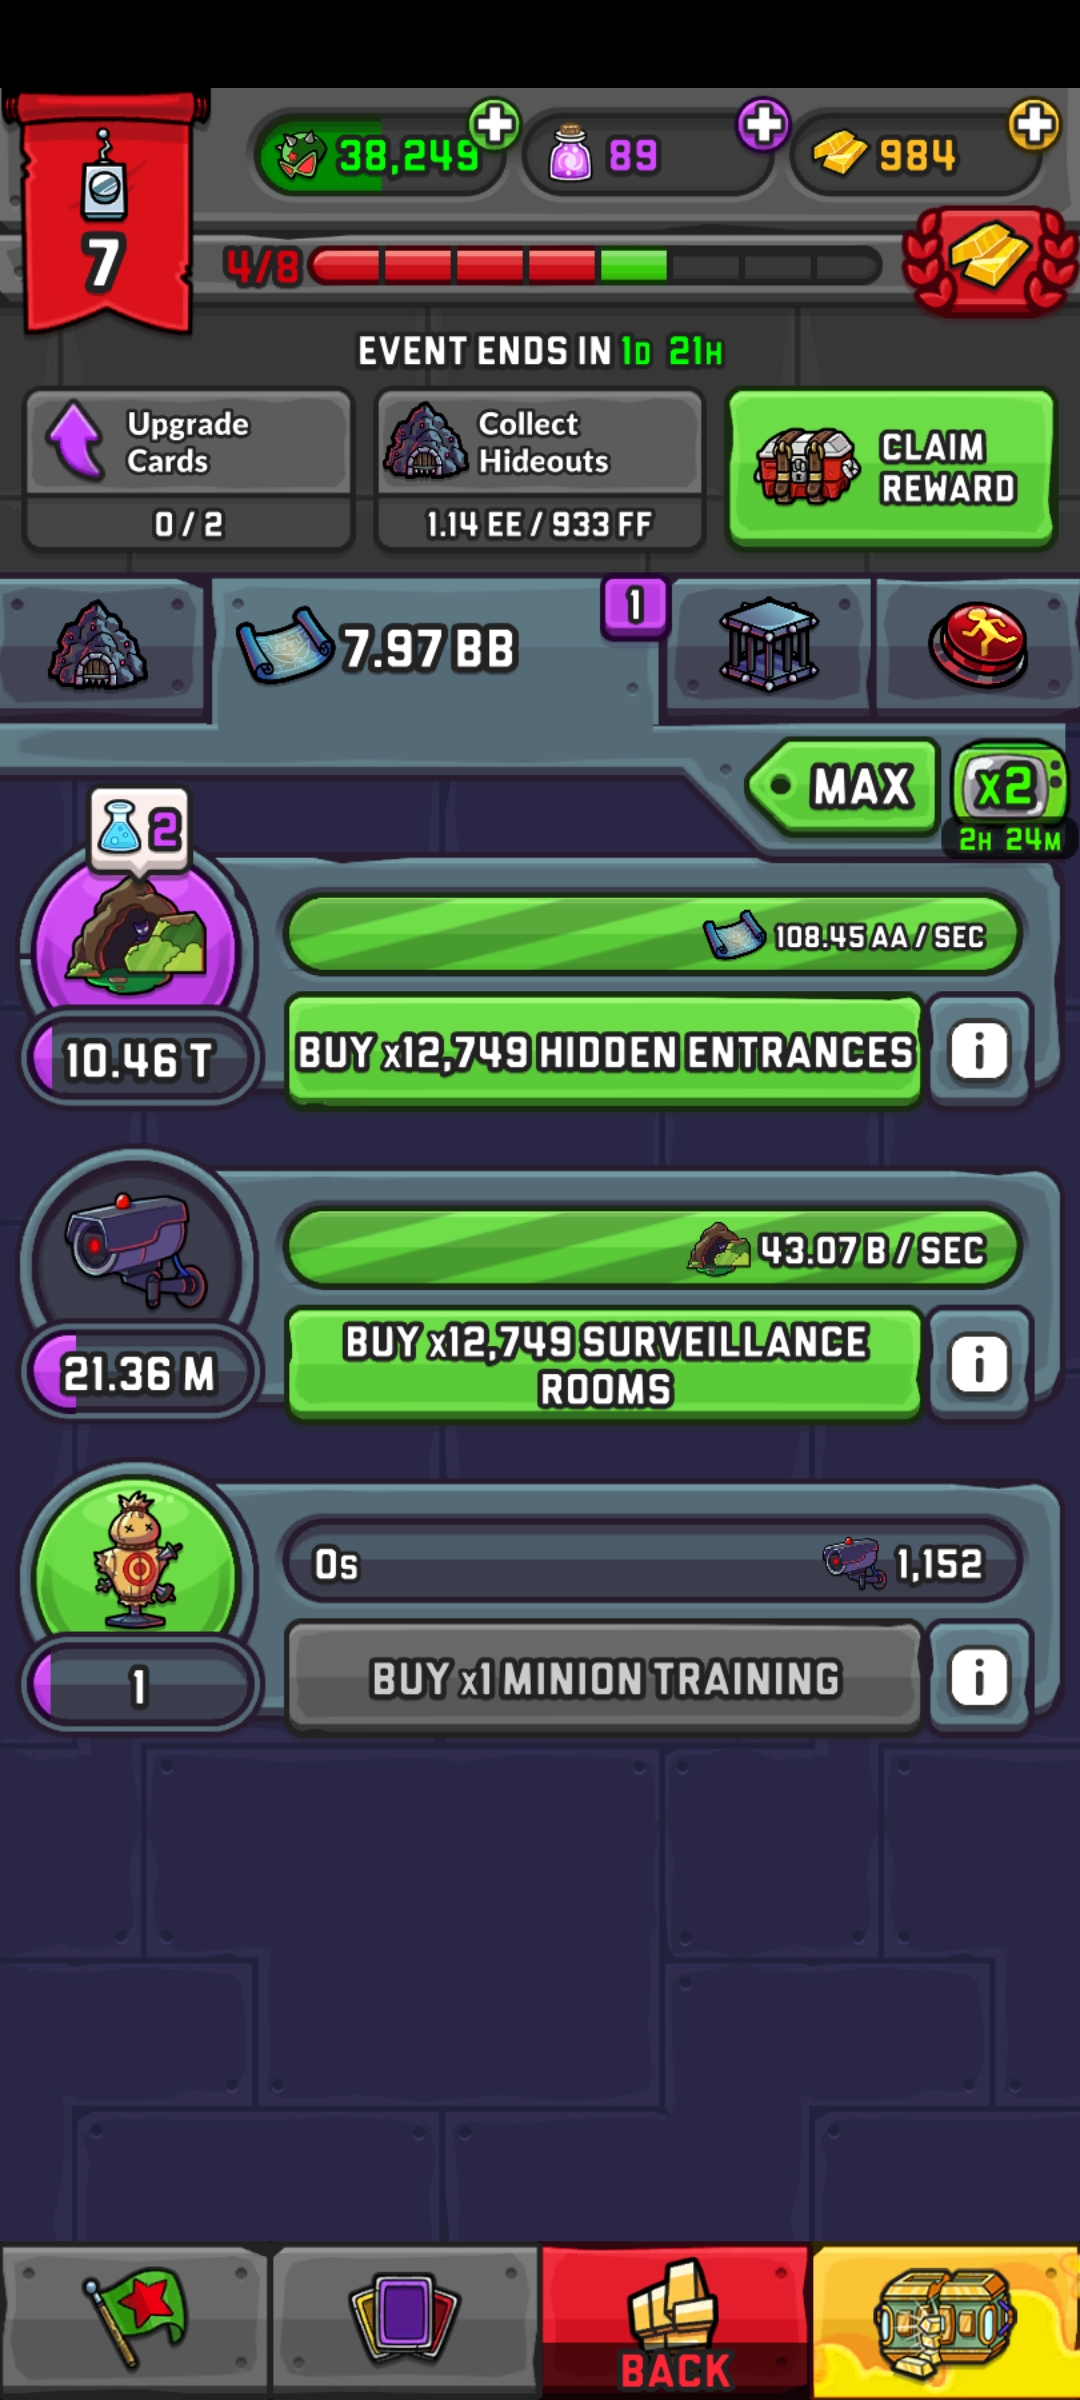 38,249
89
984
7
4/8
EVENT ENDS IN 1D 21H
Upgrade
Cards
0 / 2
Collect
Hideouts
1.14 EE / 933 FF
CLAIM
REWARD
7.97 BB
1
MAX
x2
2H 24M
2
108.45 AA / SEC
10.46 T
BUY x12,749 HIDDEN ENTRANCES
i
43.07 B / SEC
21.36 M
BUY x12,749 SURVEILLANCE
ROOMS
i
0s
1,152
1
BUY x1 MINION TRAINING
i
BACK